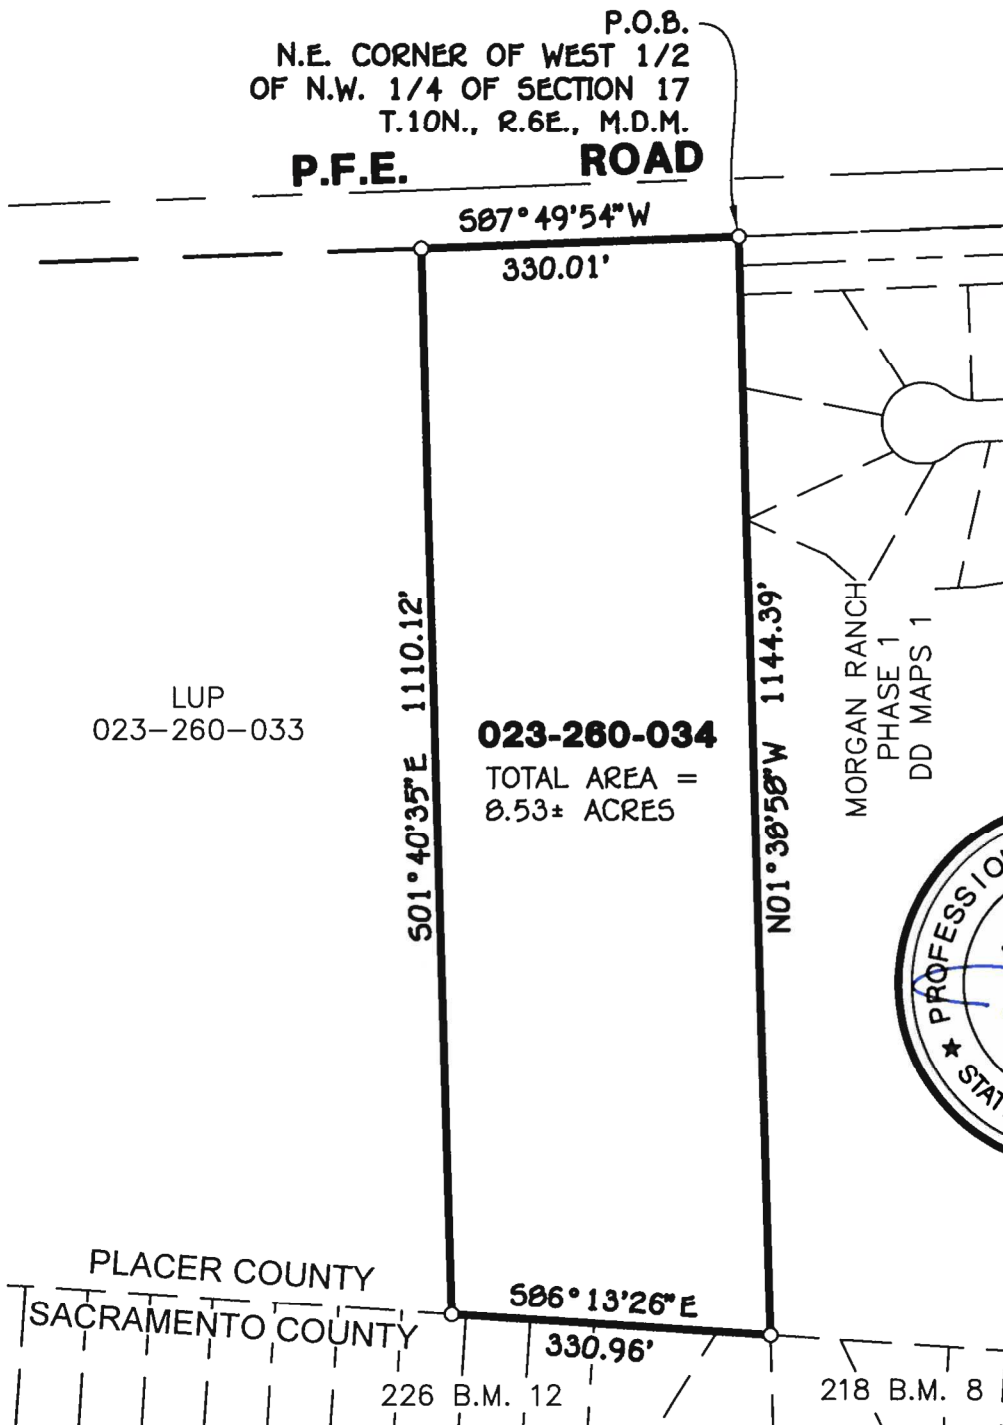 P.O.B.
N.E. CORNER OF WEST 1/2
OF N.W. 1/4 OF SECTION 17
T.10N., R.6E., M.D.M.
P.F.E. ROAD
S87°49'54"W
330.01'
S01°40'35"E 1110.12'
N01°38'58"W 1144.39'
LUP
023-260-033
023-260-034
TOTAL AREA =
8.53± ACRES
MORGAN RANCH
PHASE 1
DD MAPS 1
★ STAT
PLACER COUNTY
SACRAMENTO COUNTY
S86°13'26"E
330.96'
226 B.M. 12
218 B.M. 8